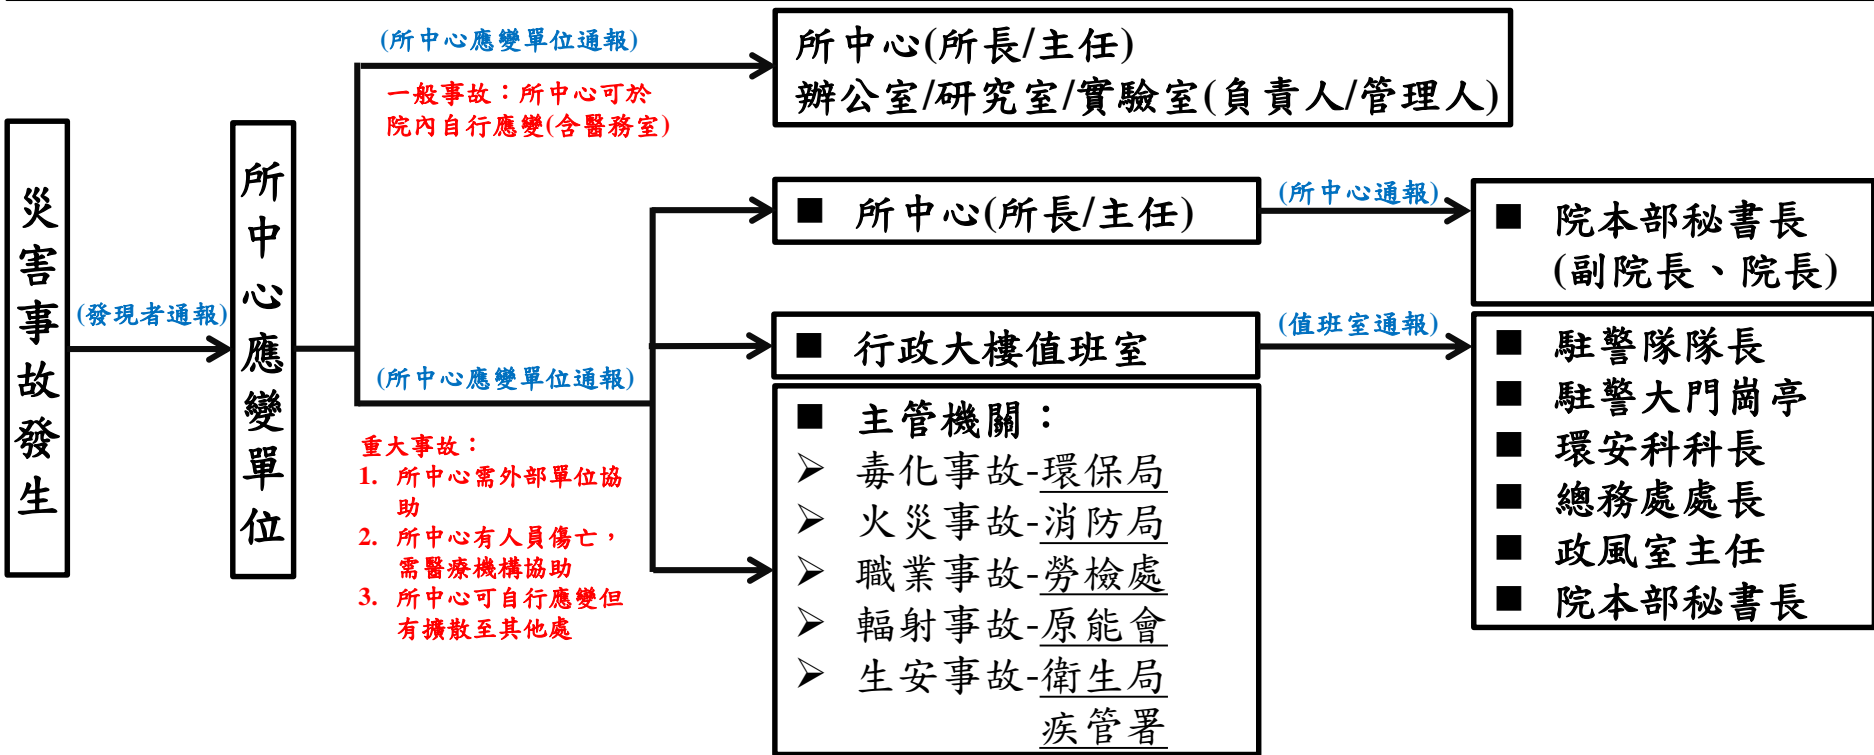 災害事故發生
(發現者通報)
所中心應變單位
(所中心應變單位通報)
一般事故：所中心可於
院內自行應變(含醫務室)
所中心(所長/主任)
辦公室/研究室/實驗室(負責人/管理人)
(所中心應變單位通報)
重大事故：
1. 所中心需外部單位協
助
2. 所中心有人員傷亡，
需醫療機構協助
3. 所中心可自行應變但
有擴散至其他處
■ 所中心(所長/主任)
(所中心通報)
■ 院本部秘書長
(副院長、院長)
■ 行政大樓值班室
(值班室通報)
■ 駐警隊隊長
■ 駐警大門崗亭
■ 環安科科長
■ 總務處處長
■ 政風室主任
■ 院本部秘書長
■ 主管機關：
➢ 毒化事故-環保局
➢ 火災事故-消防局
➢ 職業事故-勞檢處
➢ 輻射事故-原能會
➢ 生安事故-衛生局
疾管署